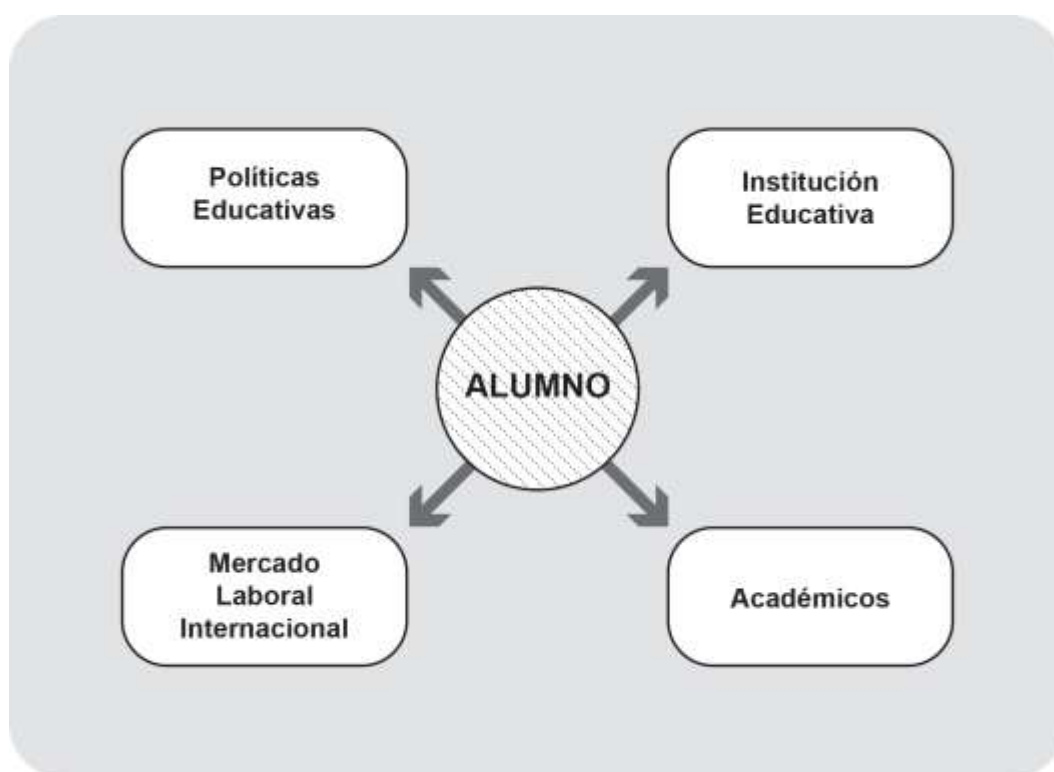 Políticas
Educativas
Institución
Educativa
ALUMNO
Mercado
Laboral
Internacional
Académicos